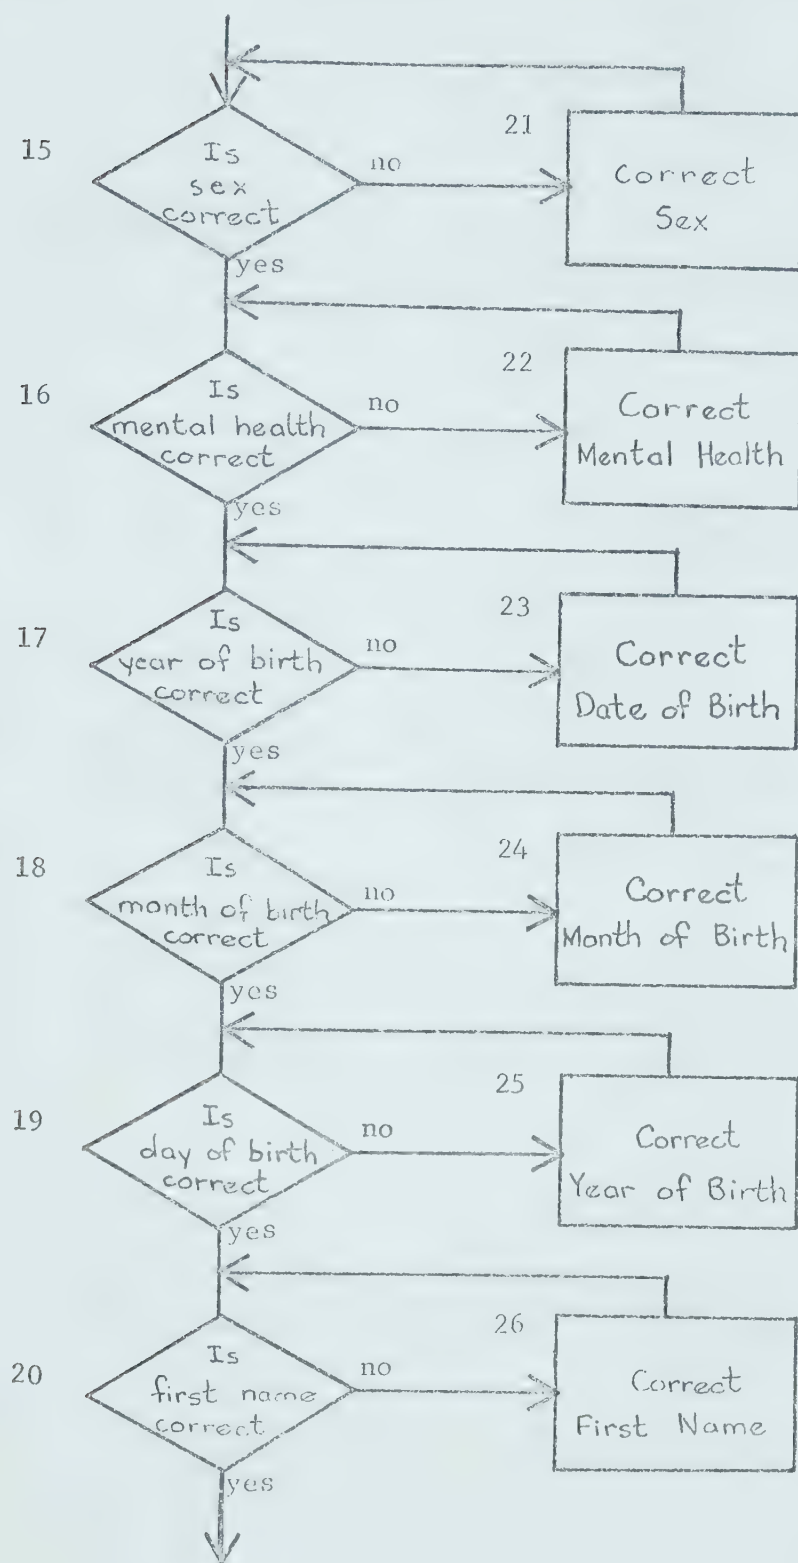 15
Is
sex
correct
no
21
Correct
Sex
yes
16
Is
mental health
correct
no
22
Correct
Mental Health
yes
17
Is
year of birth
correct
no
23
Correct
Date of Birth
yes
18
Is
month of birth
correct
no
24
Correct
Month of Birth
yes
19
Is
day of birth
correct
no
25
Correct
Year of Birth
yes
20
Is
first name
correct
no
26
Correct
First Name
yes